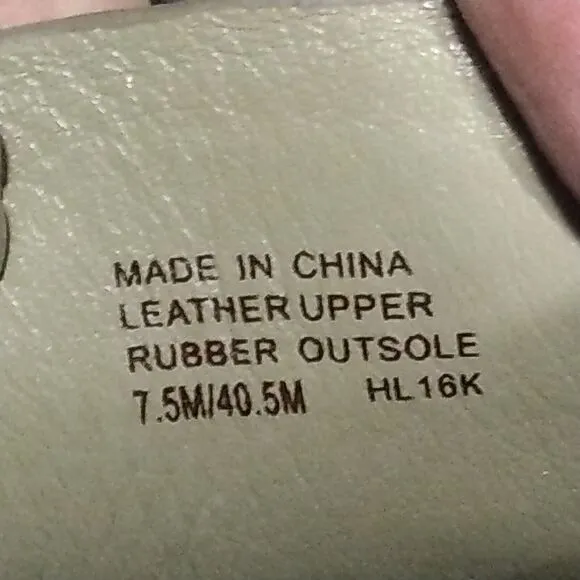 MADE IN CHINA
LEATHER UPPER
RUBBER OUTSOLE
7.5M/40.5M HL16K